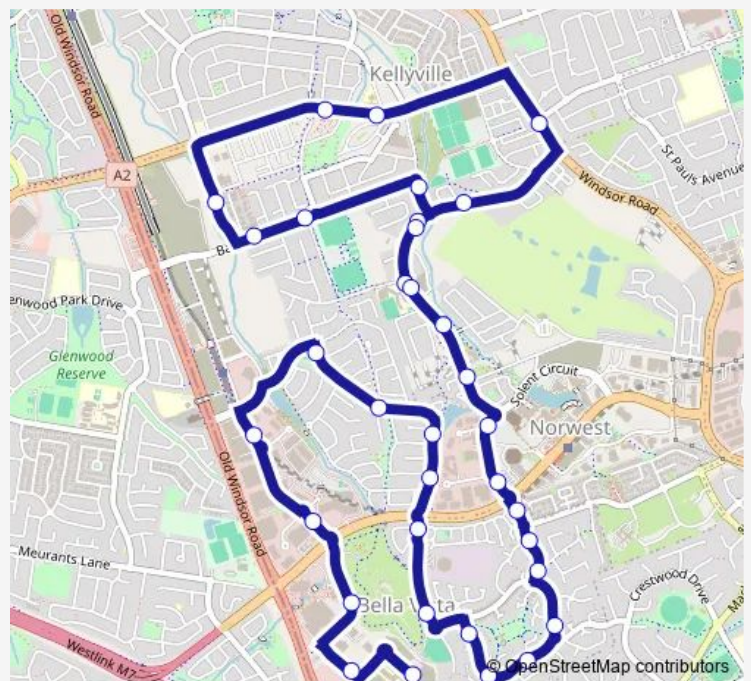 Old Windsor Road
Kellyville
A2
St Pauls Avenue
Windsor Road
enwood Park Drive
Glenwood
Reserve
Solent Circuit
Norwest
Old Windsor Road
Meurants Lane
Bella Vista
Crestwood Drive
Westlink M7
© OpenStreetMap contributors